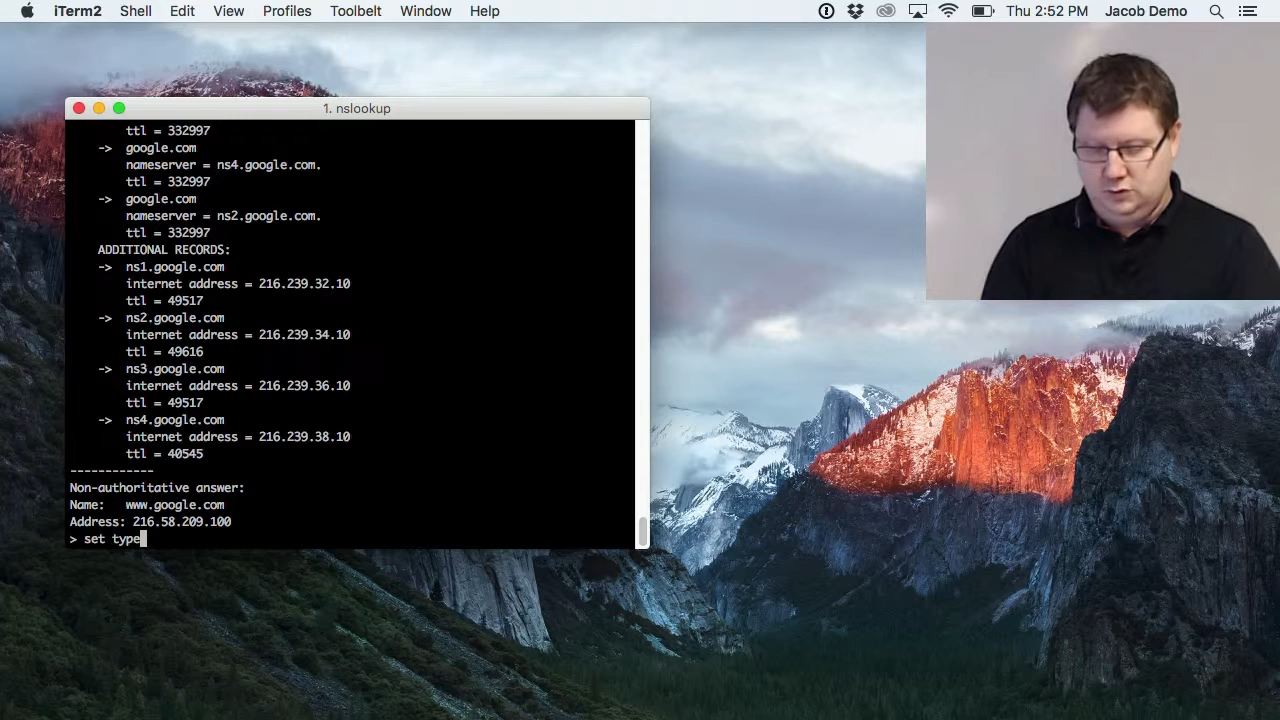 iTerm2 Shell Edit View Profiles Toolbelt Window Help Thu 2:52 PM Jacob Demo
1. nslookup
ttl = 332997
-> google.com
nameserver = ns4.google.com.
ttl = 332997
-> google.com
nameserver = ns2.google.com.
ttl = 332997
ADDITIONAL RECORDS:
-> ns1.google.com
internet address = 216.239.32.10
ttl = 49517
-> ns2.google.com
internet address = 216.239.34.10
ttl = 49616
-> ns3.google.com
internet address = 216.239.36.10
ttl = 49517
-> ns4.google.com
internet address = 216.239.38.10
ttl = 40545
------------
Non-authoritative answer:
Name: www.google.com
Address: 216.58.209.100
> set type